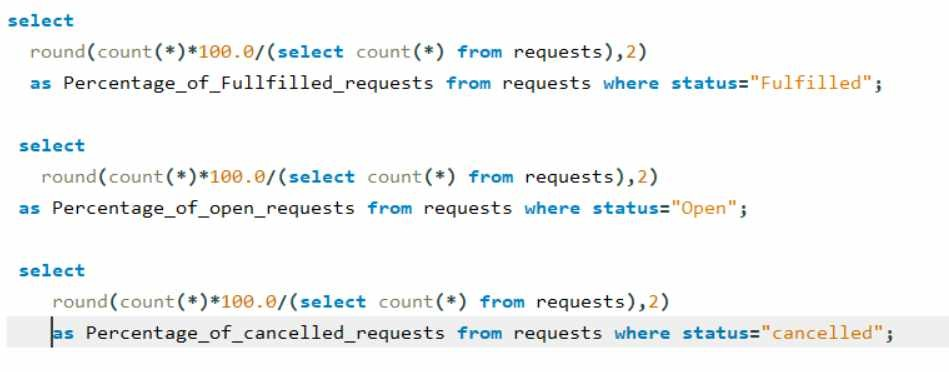 select
round(count(*)*100.0/(select count(*) from requests),2)
as Percentage_of_Fullfilled_requests from requests where status="Fulfilled";
select
round(count(*)*100.0/(select count(*) from requests),2)
as Percentage_of_open_requests from requests where status="Open";
select
round(count(*)*100.0/(select count(*) from requests),2)
as Percentage_of_cancelled_requests from requests where status="cancelled";